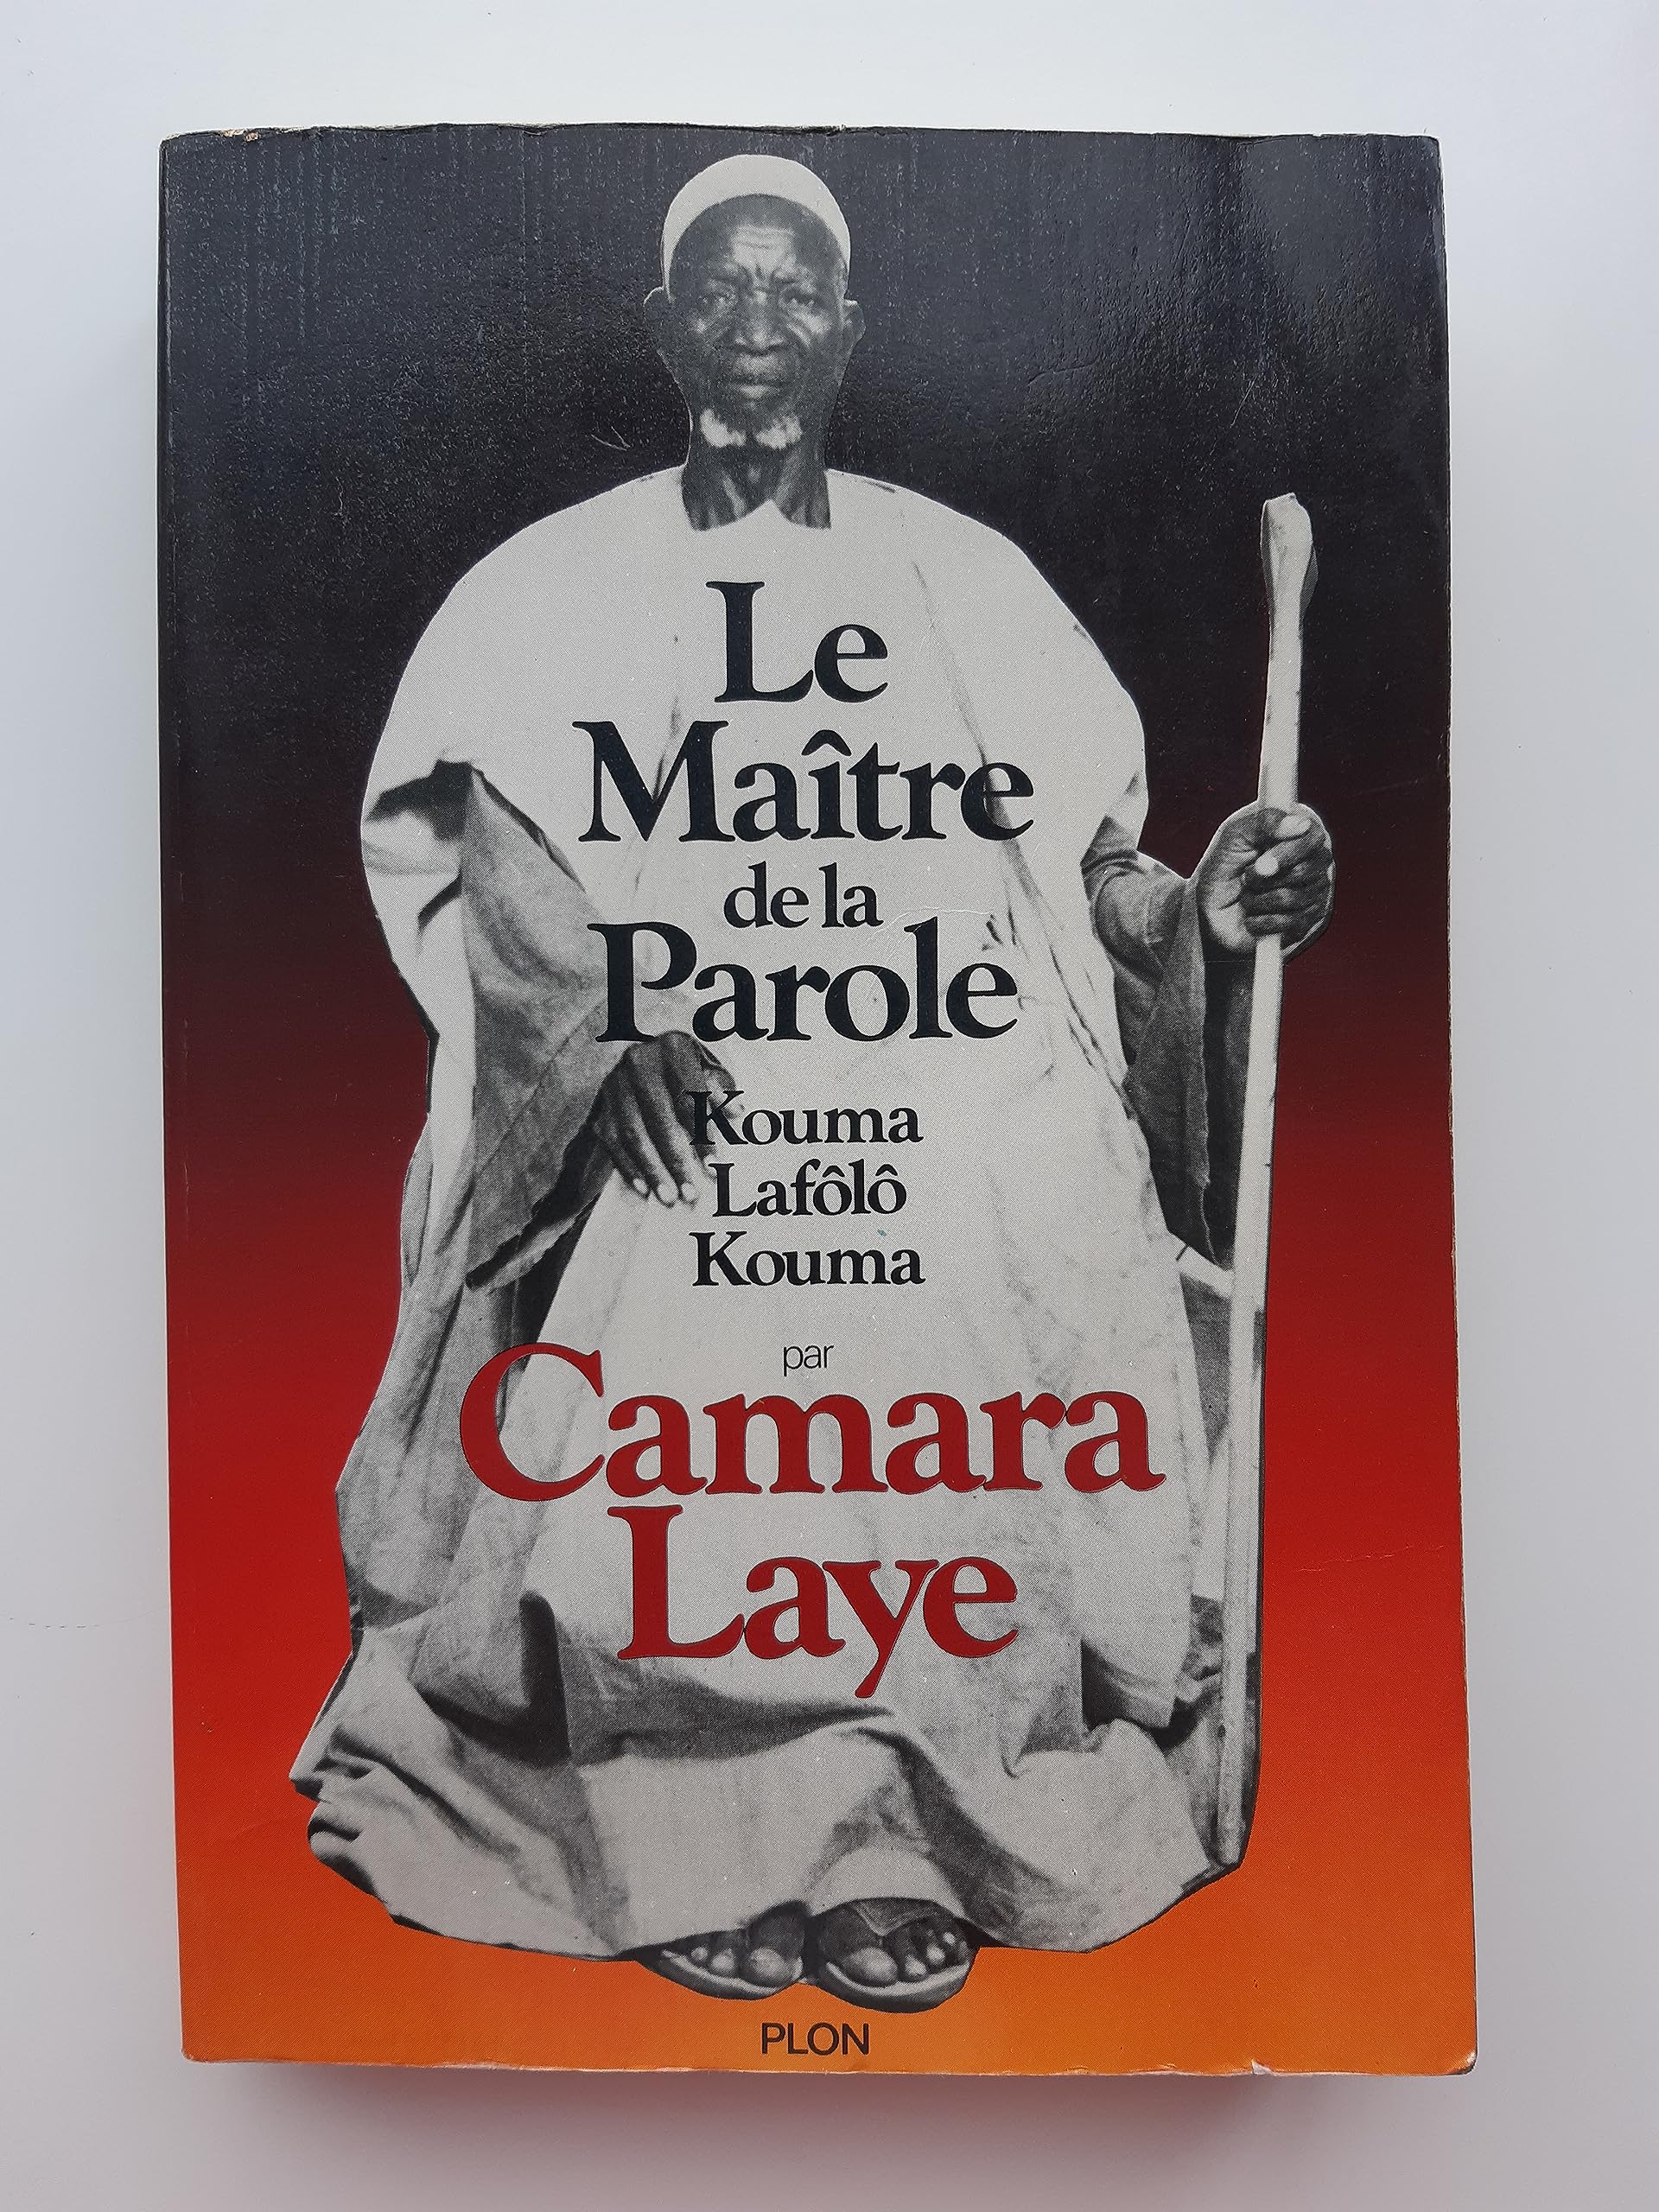 Le
Maître
de la
Parole
Kouma
Lafôlô
Kouma
par
Camara
Laye
PLON